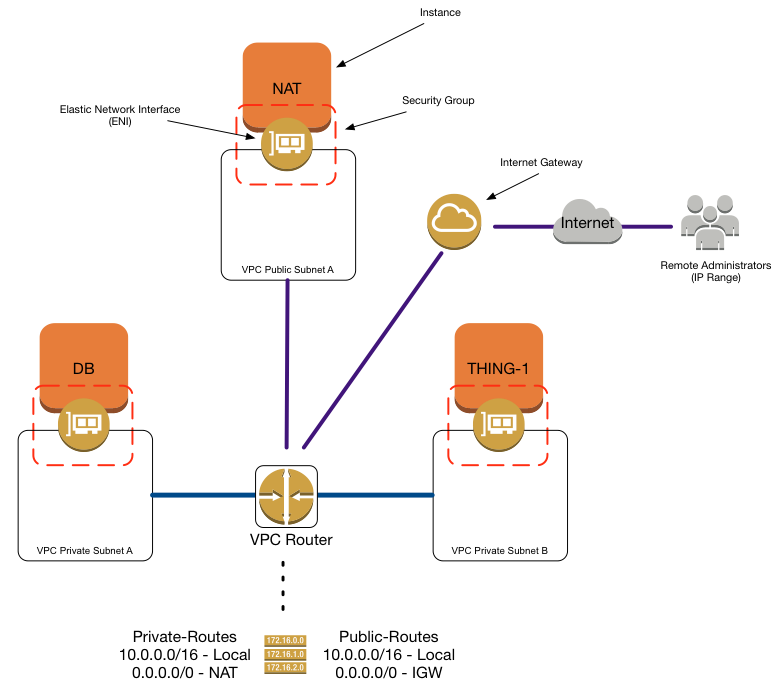 Instance
NAT
Elastic Network Interface
(ENI)
Security Group
VPC Public Subnet A
Internet Gateway
Internet
Remote Administrators
(IP Range)
DB
VPC Private Subnet A
THING-1
VPC Private Subnet B
VPC Router
Private-Routes
10.0.0.0/16 - Local
0.0.0.0/0 - NAT
172.16.0.0
172.16.1.0
172.16.2.0
Public-Routes
10.0.0.0/16 - Local
0.0.0.0/0 - IGW